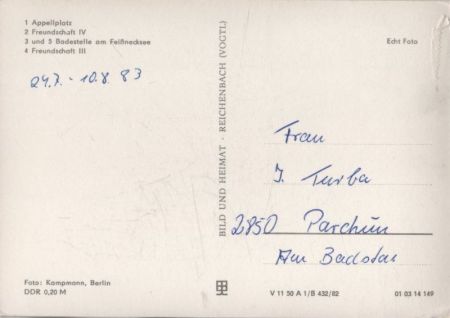 1 Appellplatz
2 Freundschaft IV
3 und 5 Badestelle am Feißnecksee
4 Freundschaft III
24.7. - 10.8. 83
BILD UND HEIMAT · REICHENBACH (VOGTL)
Echt Foto
Frau
J. Turba
2850 Parchim
Am Badstar
Foto: Kampmann, Berlin
DDR 0,20 M
V 11 50 A 1/B 432/82
01 03 14 149